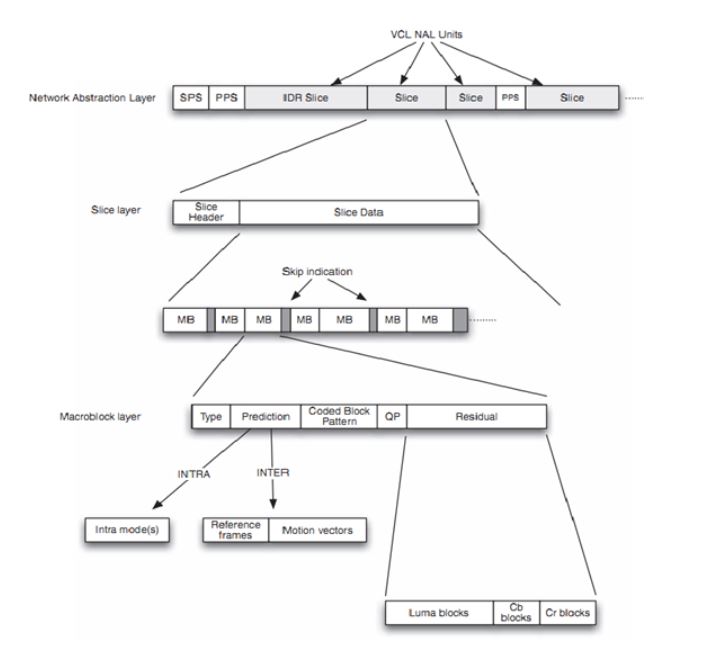 VCL NAL Units
Network Abstraction Layer
SPS PPS IDR Slice Slice Slice PPS Slice
Slice layer
Slice Header
Slice Data
Skip indication
MB MB MB MB MB MB MB
Macroblock layer
Type Prediction Coded Block Pattern QP Residual
INTRA
INTER
Intra mode(s)
Reference frames
Motion vectors
Luma blocks
Cb blocks
Cr blocks